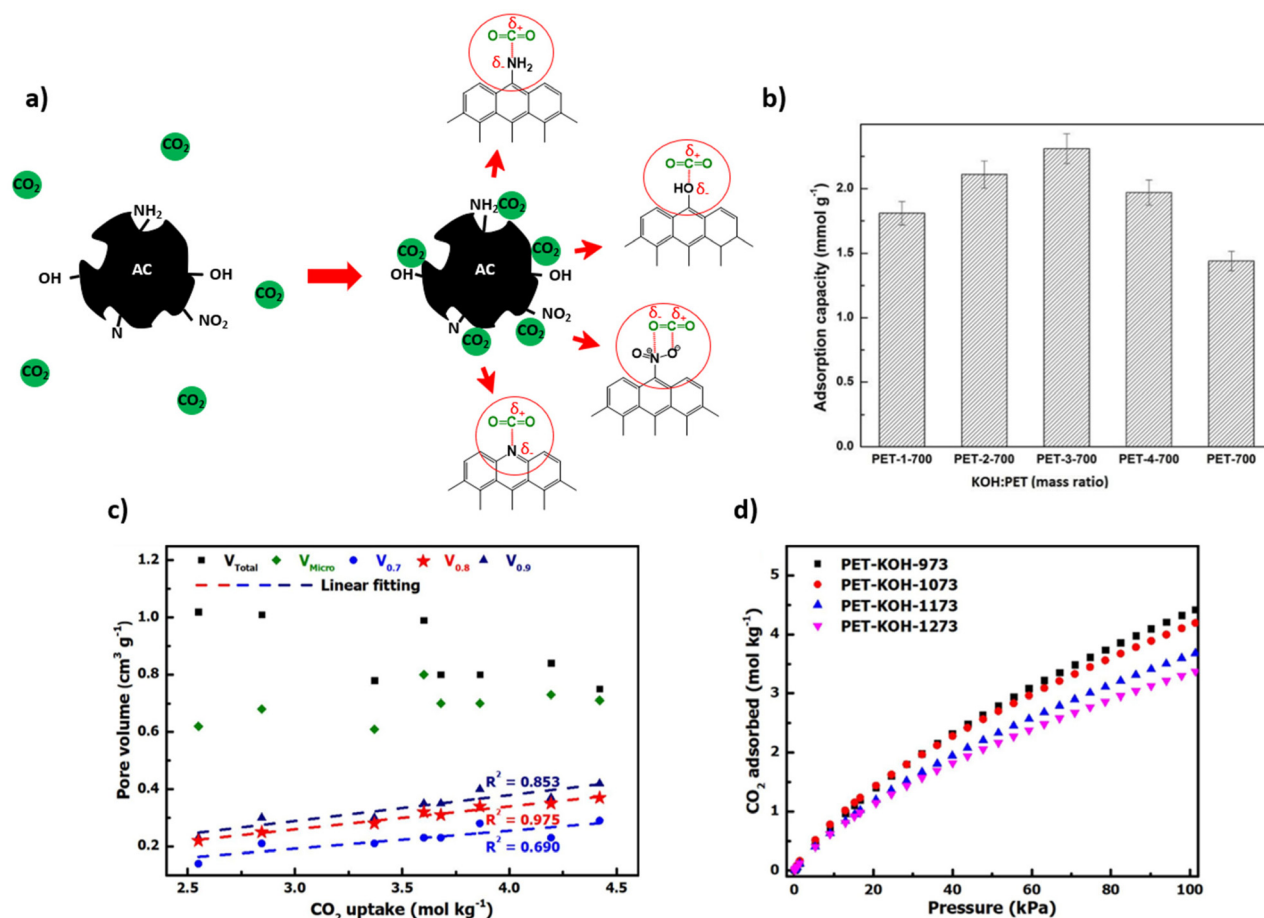 a)
CO₂
CO₂
CO₂
CO₂
CO₂
NH₂
AC
OH
OH
N
NO₂
NH₂
CO₂
CO₂
CO₂
OH
AC
OH
N
NO₂
CO₂
CO₂
δ₊
O=C=O
δ₋NH₂
δ₊
O=C=O
HO δ₋
δ₋ δ₊
O=C=O
O=N-O
⊕ ⊖
δ₊
O=C=O
N δ₋
b)
Adsorption capacity (mmol g⁻¹)
2.0
1.5
1.0
0.5
0.0
PET-1-700 PET-2-700 PET-3-700 PET-4-700 PET-700
KOH:PET (mass ratio)
c)
V_Total V_Micro V_0.7 V_0.8 V_0.9
Linear fitting
Pore volume (cm³ g⁻¹)
1.2
1.0
0.8
0.6
0.4
0.2
R² = 0.853
R² = 0.975
R² = 0.690
2.5 3.0 3.5 4.0 4.5
CO₂ uptake (mol kg⁻¹)
d)
PET-KOH-973
PET-KOH-1073
PET-KOH-1173
PET-KOH-1273
CO₂ adsorbed (mol kg⁻¹)
5
4
3
2
1
0
0 20 40 60 80 100
Pressure (kPa)